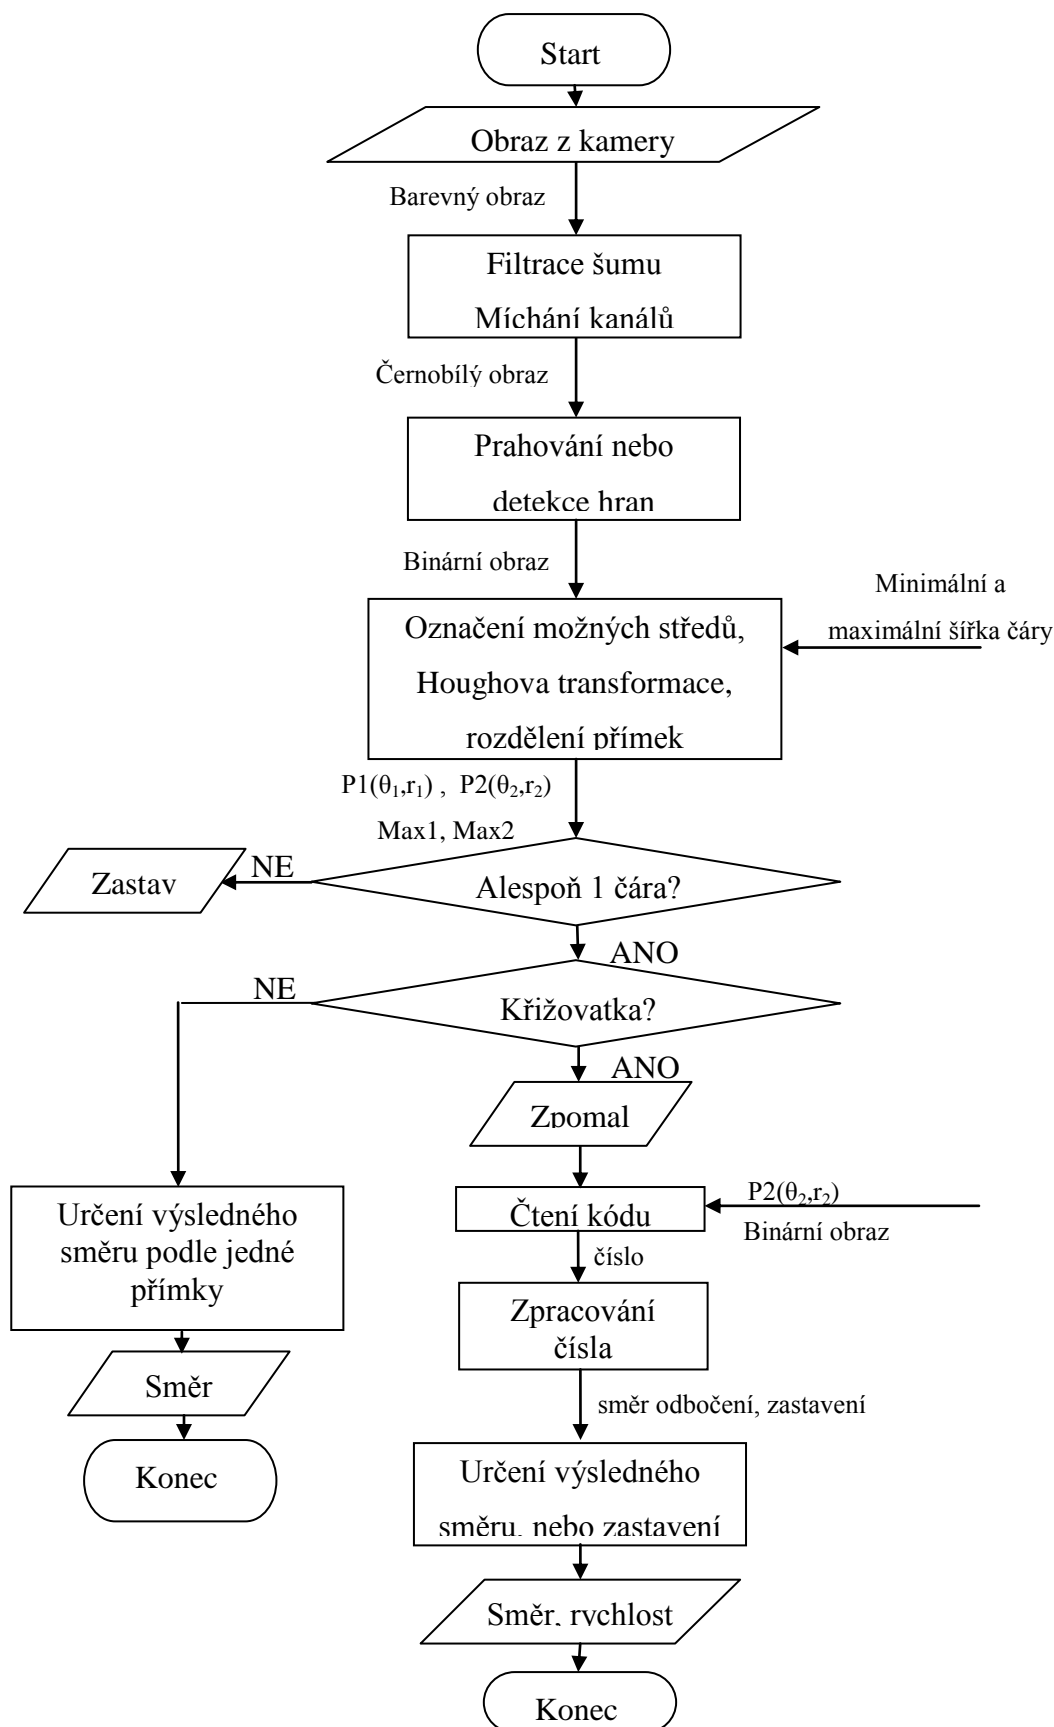 Start
Obraz z kamery
Barevný obraz
Filtrace šumu
Míchání kanálů
Černobílý obraz
Prahování nebo
detekce hran
Binární obraz
Minimální a
maximální šířka čáry
Označení možných středů,
Houghova transformace,
rozdělení přímek
P1(θ₁,r₁) , P2(θ₂,r₂)
Max1, Max2
Alespoň 1 čára?
NE
Zastav
ANO
Křižovatka?
NE
ANO
Zpomal
Určení výsledného
směru podle jedné
přímky
Směr
Konec
Čtení kódu
P2(θ₂,r₂)
Binární obraz
číslo
Zpracování
čísla
směr odbočení, zastavení
Určení výsledného
směru, nebo zastavení
Směr, rychlost
Konec